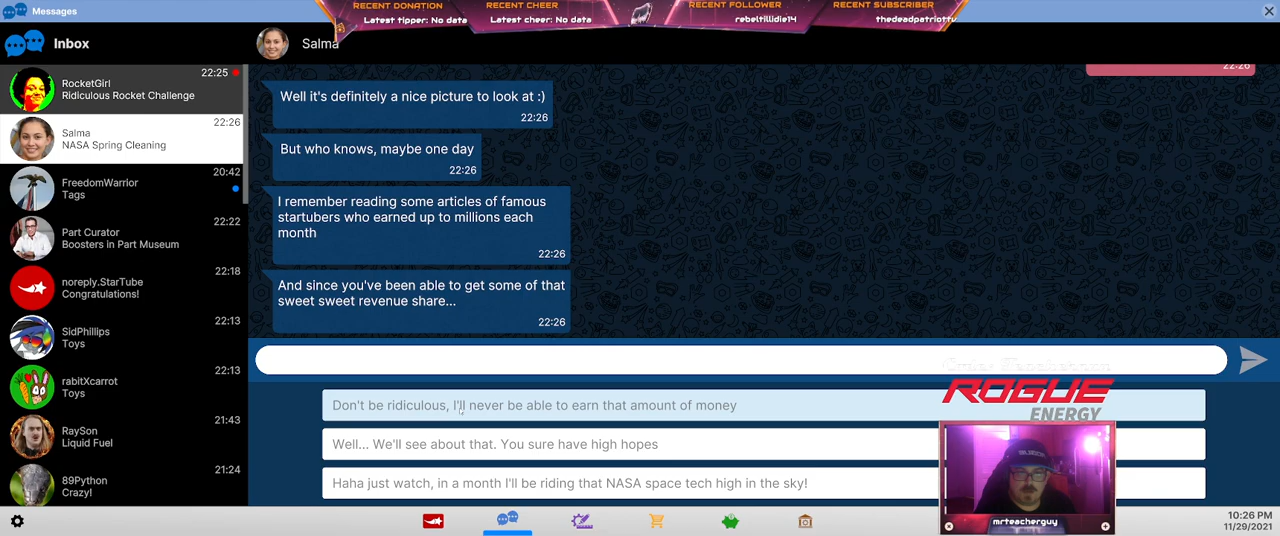 Messages
RECENT DONATION
Latest tipper: No data
RECENT CHEER
Latest cheer: No data
RECENT FOLLOWER
rebeltillidie14
RECENT SUBSCRIBER
thedeadpatriottv
Inbox
Salma
RocketGirl
Ridiculous Rocket Challenge
22:25
Salma
NASA Spring Cleaning
22:26
FreedomWarrior
Tags
20:42
Part Curator
Boosters in Part Museum
22:22
noreply.StarTube
Congratulations!
22:18
SidPhillips
Toys
22:13
rabitXcarrot
Toys
22:13
RaySon
Liquid Fuel
21:43
89Python
Crazy!
21:24
22:26
Well it's definitely a nice picture to look at :)
22:26
But who knows, maybe one day
22:26
I remember reading some articles of famous
startubers who earned up to millions each
month
22:26
And since you've been able to get some of that
sweet sweet revenue share...
22:26
Don't be ridiculous, I'll never be able to earn that amount of money
Well... We'll see about that. You sure have high hopes
Haha just watch, in a month I'll be riding that NASA space tech high in the sky!
ROGUE
ENERGY
mrteacherguy
10:26 PM
11/29/2021